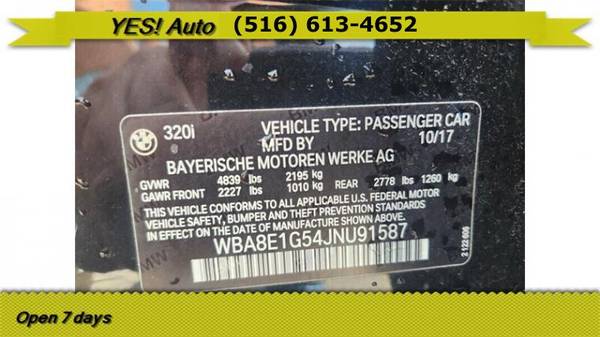 YES! Auto (516) 613-4652
BMW
320i VEHICLE TYPE: PASSENGER CAR
MFD BY 10/17
BAYERISCHE MOTOREN WERKE AG
GVWR 4839 lbs 2195 kg
GAWR FRONT 2227 lbs 1010 kg REAR 2778 lbs 1260 kg
THIS VEHICLE CONFORMS TO ALL APPLICABLE U.S. FEDERAL MOTOR
VEHICLE SAFETY, BUMPER AND THEFT PREVENTION STANDARDS
IN EFFECT ON THE DATE OF MANUFACTURE SHOWN ABOVE.
WBA8E1G54JNU91587
2122606
Open 7 days